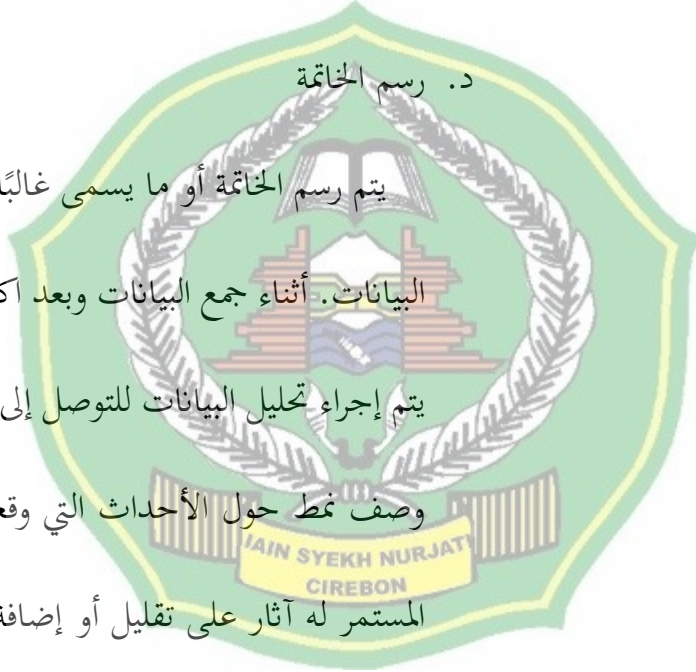 د. رسم الخاتمة
يتم رسم الخاتمة أو ما يسمى غالبًا
البيانات. أثناء جمع البيانات وبعد
يتم إجراء تحليل البيانات للتوصل إلى
وصف نمط حول الأحداث التي
المستمر له آثار على تقليل أو إضافة
IAIN SYEKH NURJATI
CIREBON